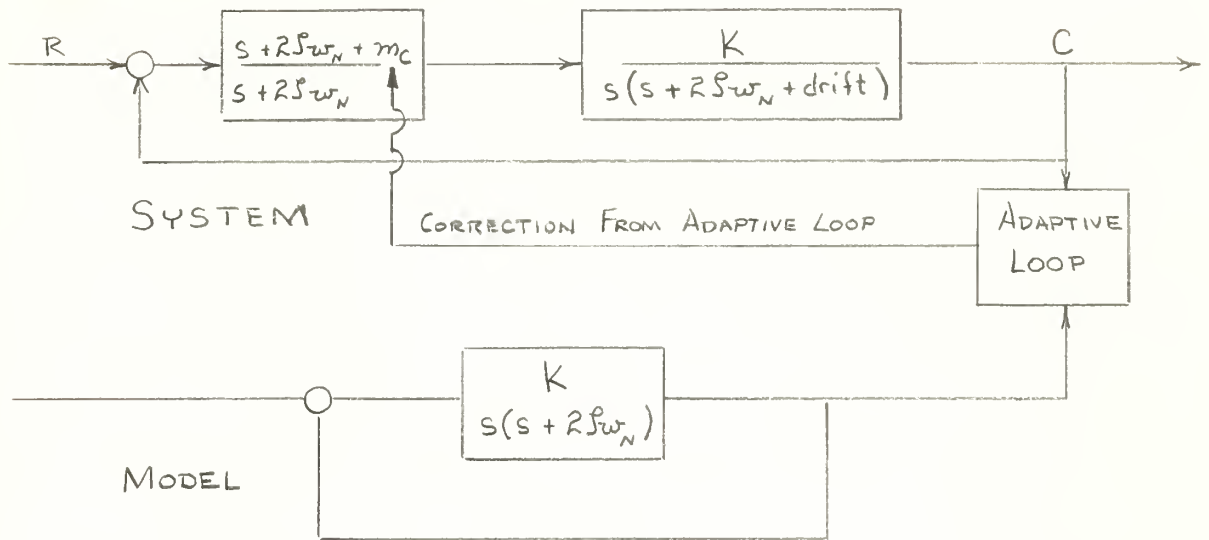 R
s + 2ζω_N + m_c
s + 2ζω_N
K
s(s + 2ζω_N + drift)
C
SYSTEM
CORRECTION FROM ADAPTIVE LOOP
ADAPTIVE
LOOP
K
s(s + 2ζω_N)
MODEL